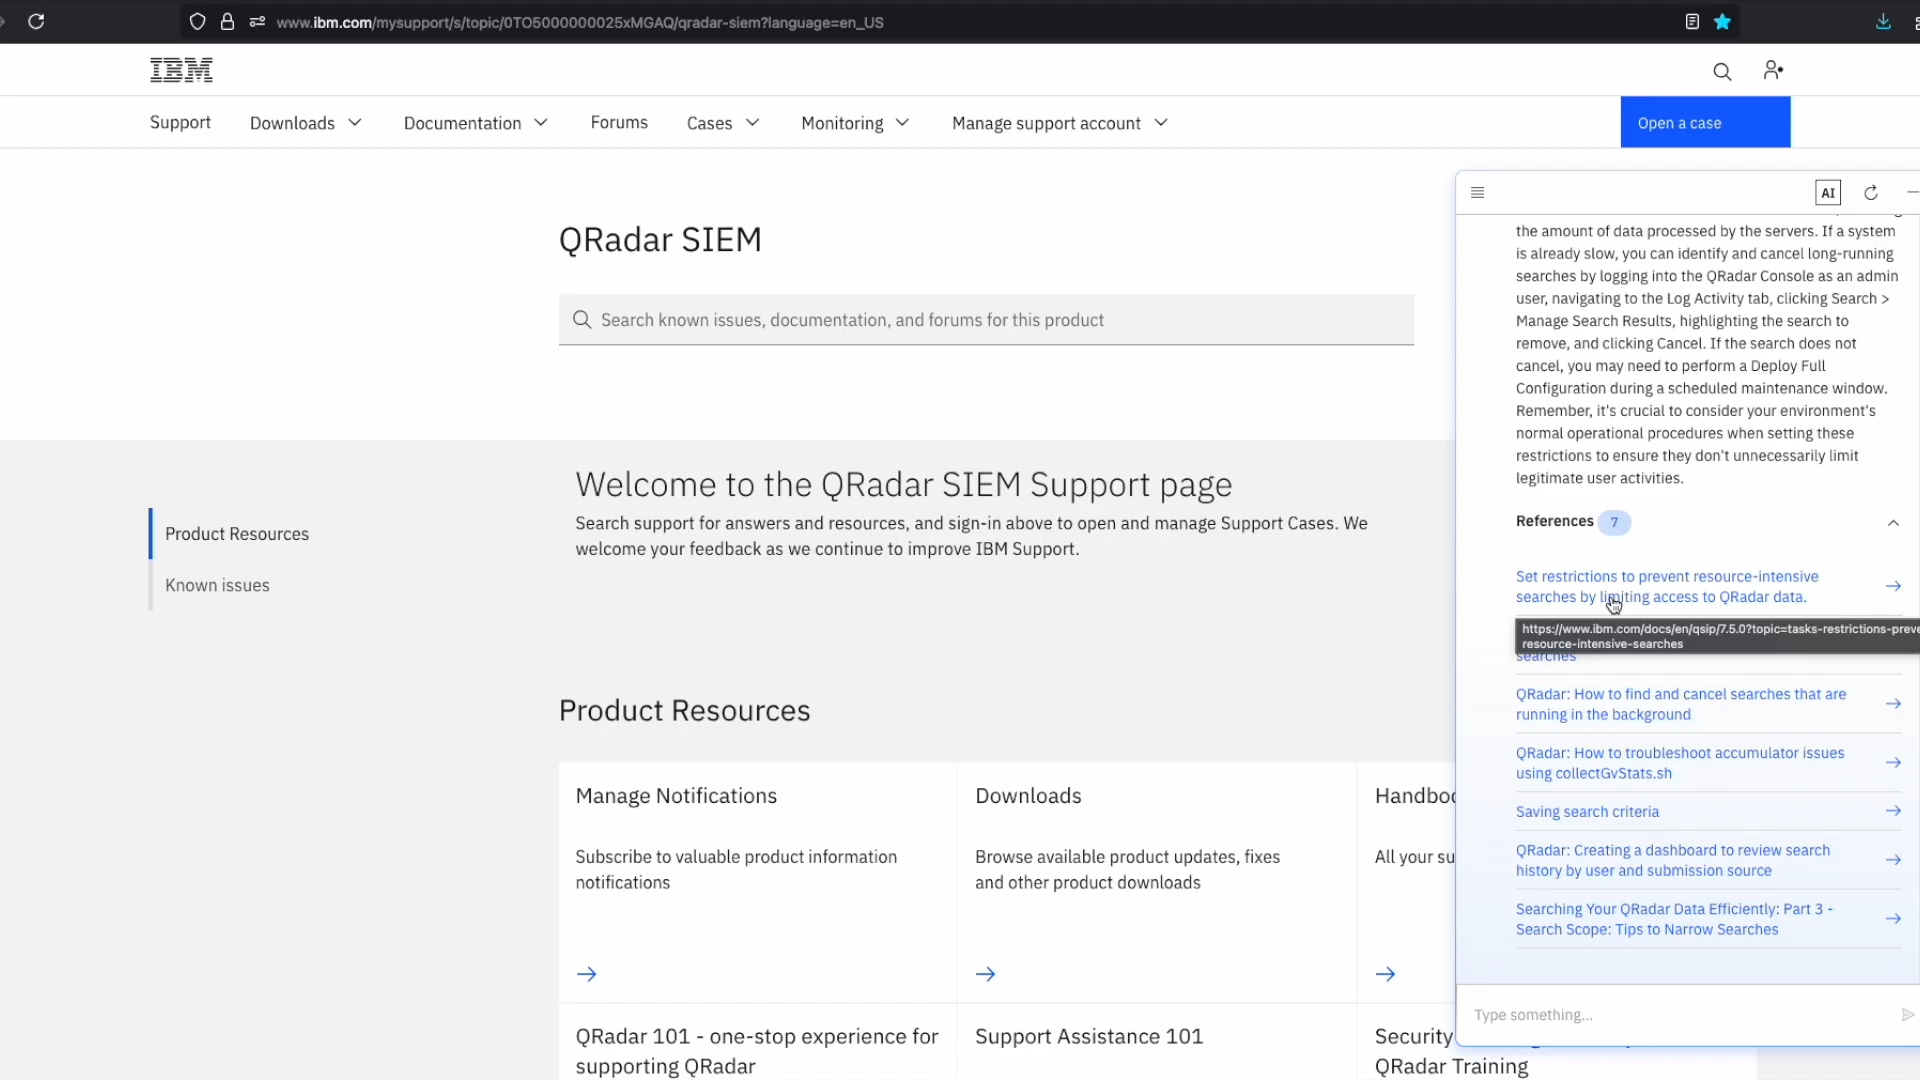 www.ibm.com/mysupport/s/topic/0TO5000000025xMGAQ/qradar-siem?language=en_US
IBM
Support
Downloads
Documentation
Forums
Cases
Monitoring
Manage support account
Open a case
QRadar SIEM
Search known issues, documentation, and forums for this product
Product Resources
Known issues
Welcome to the QRadar SIEM Support page
Search support for answers and resources, and sign-in above to open and manage Support Cases. We
welcome your feedback as we continue to improve IBM Support.
Product Resources
Manage Notifications
Subscribe to valuable product information
notifications
Downloads
Browse available product updates, fixes
and other product downloads
All your su
QRadar 101 - one-stop experience for
supporting QRadar
Support Assistance 101
Security
QRadar Training
AI
the amount of data processed by the servers. If a system
is already slow, you can identify and cancel long-running
searches by logging into the QRadar Console as an admin
user, navigating to the Log Activity tab, clicking Search >
Manage Search Results, highlighting the search to
remove, and clicking Cancel. If the search does not
cancel, you may need to perform a Deploy Full
Configuration during a scheduled maintenance window.
Remember, it's crucial to consider your environment's
normal operational procedures when setting these
restrictions to ensure they don't unnecessarily limit
legitimate user activities.
References 7
Set restrictions to prevent resource-intensive
searches by limiting access to QRadar data.
https://www.ibm.com/docs/en/qsip/7.5.0?topic=tasks-restrictions-preve
resource-intensive-searches
searches
QRadar: How to find and cancel searches that are
running in the background
QRadar: How to troubleshoot accumulator issues
using collectGvStats.sh
Saving search criteria
QRadar: Creating a dashboard to review search
history by user and submission source
Searching Your QRadar Data Efficiently: Part 3 -
Search Scope: Tips to Narrow Searches
Type something...